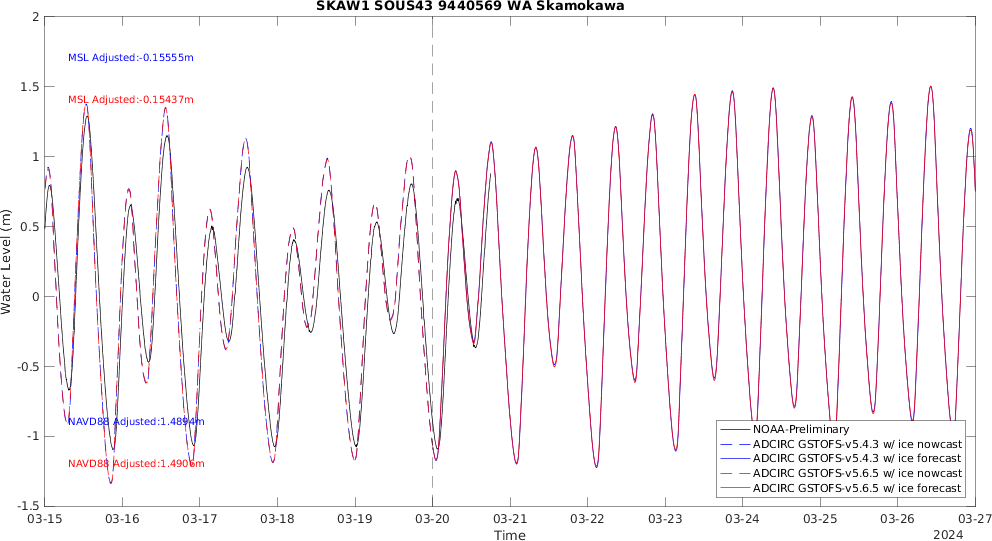 SKAW1 SOUS43 9440569 WA Skamokawa
2
1.5
1
0.5
0
-0.5
-1
-1.5
Water Level (m)
MSL Adjusted:-0.15555m
MSL Adjusted:-0.15437m
NAVD88 Adjusted:1.4894m
NAVD88 Adjusted:1.4906m
NOAA-Preliminary
ADCIRC GSTOFS-v5.4.3 w/ ice nowcast
ADCIRC GSTOFS-v5.4.3 w/ ice forecast
ADCIRC GSTOFS-v5.6.5 w/ ice nowcast
ADCIRC GSTOFS-v5.6.5 w/ ice forecast
03-15 03-16 03-17 03-18 03-19 03-20 03-21 03-22 03-23 03-24 03-25 03-26 03-27
Time
2024